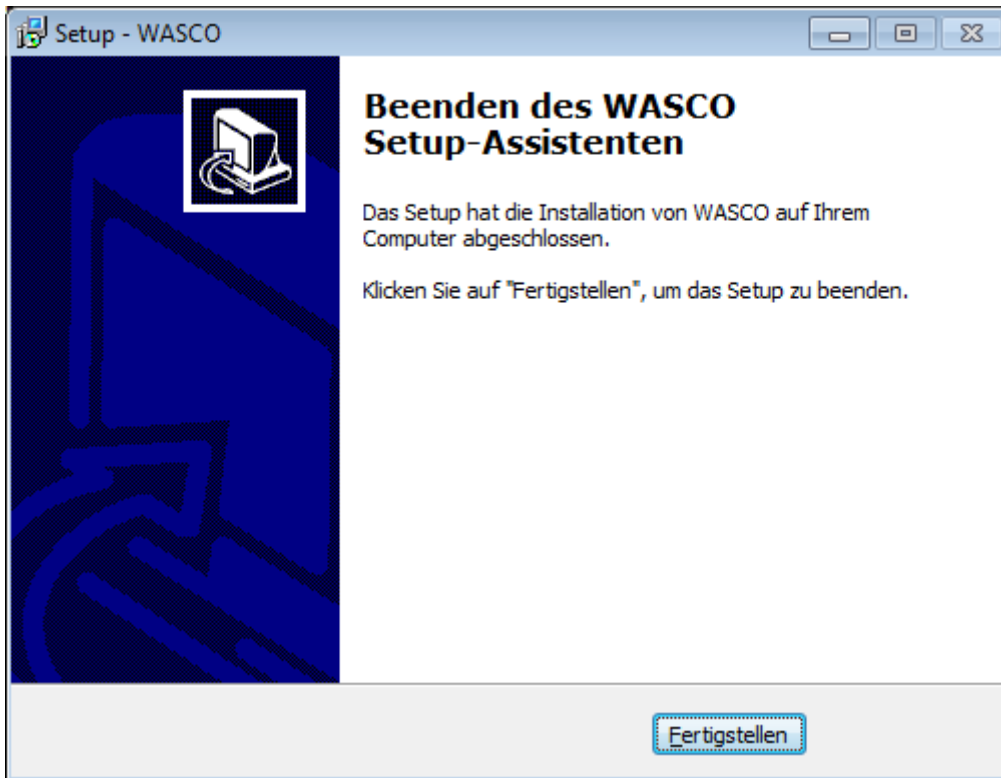 Setup - WASCO
Beenden des WASCO
Setup-Assistenten
Das Setup hat die Installation von WASCO auf Ihrem
Computer abgeschlossen.
Klicken Sie auf "Fertigstellen", um das Setup zu beenden.
Fertigstellen